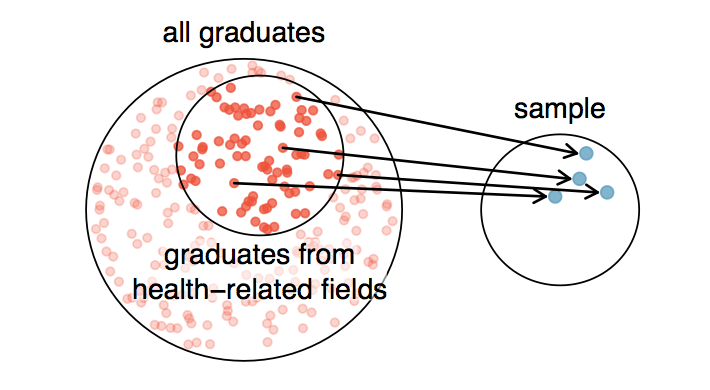 all graduates
sample
graduates from
health−related fields